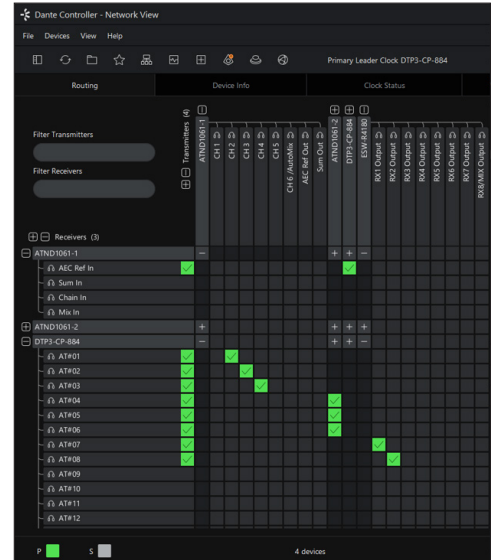 Dante Controller - Network View
File Devices View Help
Primary Leader Clock DTP3-CP-884
Routing Device Info Clock Status
Transmitters (4)
ATND1061-1
CH 1
CH 2
CH 3
CH 4
CH 5
CH 6 /AutoMix
AEC Ref Out
Sum Out
ATND1061-2
DTP3-CP-884
ESW-R4180
RX1 Output
RX2 Output
RX3 Output
RX4 Output
RX5 Output
RX6 Output
RX7 Output
RX8/MIX Output
Filter Transmitters
Filter Receivers
Receivers (3)
ATND1061-1
AEC Ref In
Sum In
Chain In
Mix In
ATND1061-2
DTP3-CP-884
AT#01
AT#02
AT#03
AT#04
AT#05
AT#06
AT#07
AT#08
AT#09
AT#10
AT#11
AT#12
P S 4 devices